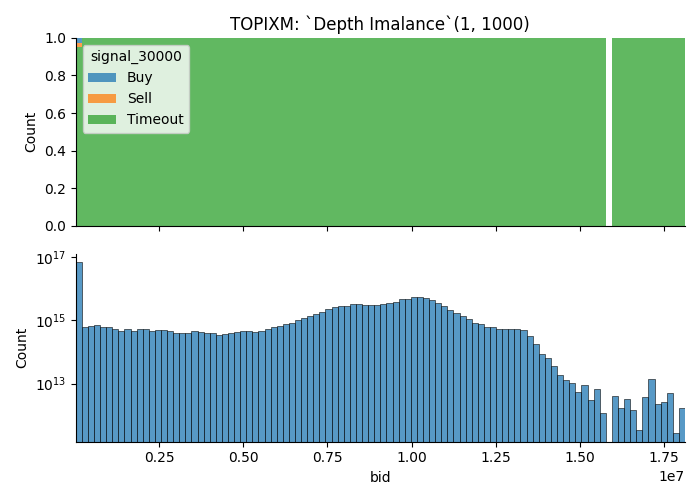 TOPIXM: `Depth Imalance`(1, 1000)
1.0
0.8
0.6
0.4
0.2
0.0
Count
signal_30000
Buy
Sell
Timeout
10^17
10^15
10^13
Count
0.25
0.50
0.75
1.00
1.25
1.50
1.75
1e7
bid